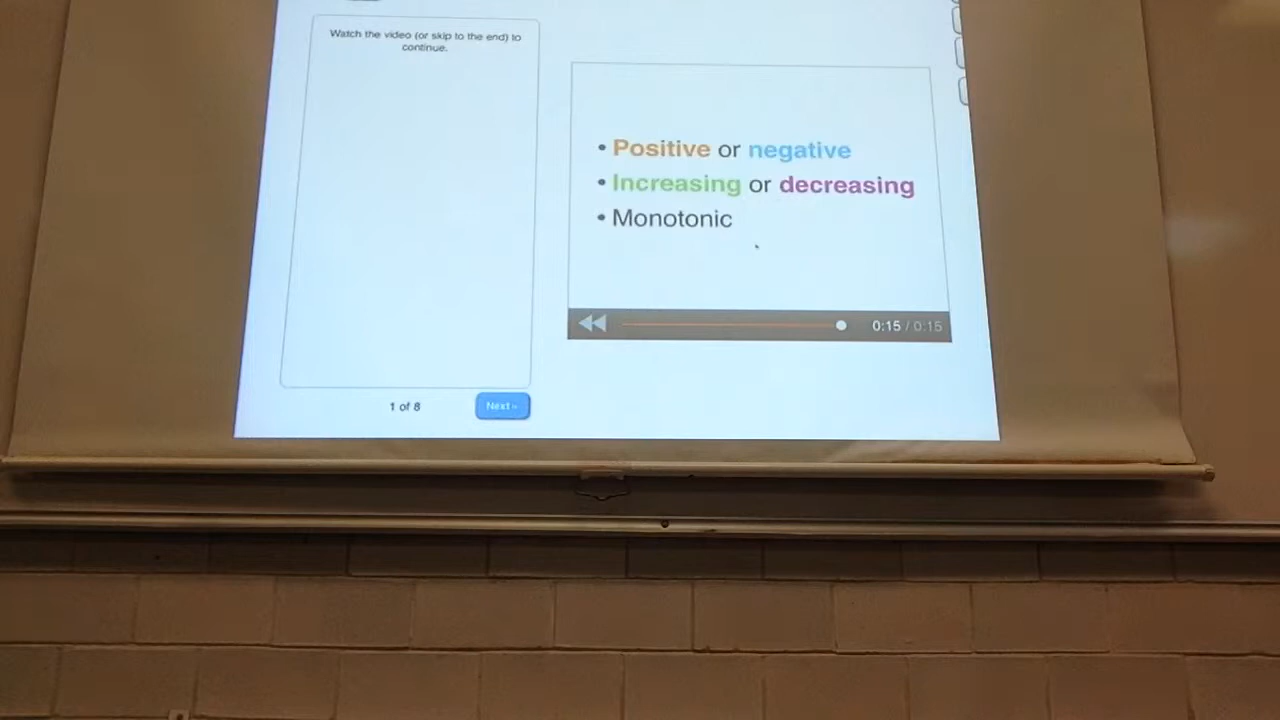 Watch the video (or skip to the end) to
continue.
• Positive or negative
• Increasing or decreasing
• Monotonic
0:15 / 0:15
1 of 8
Next